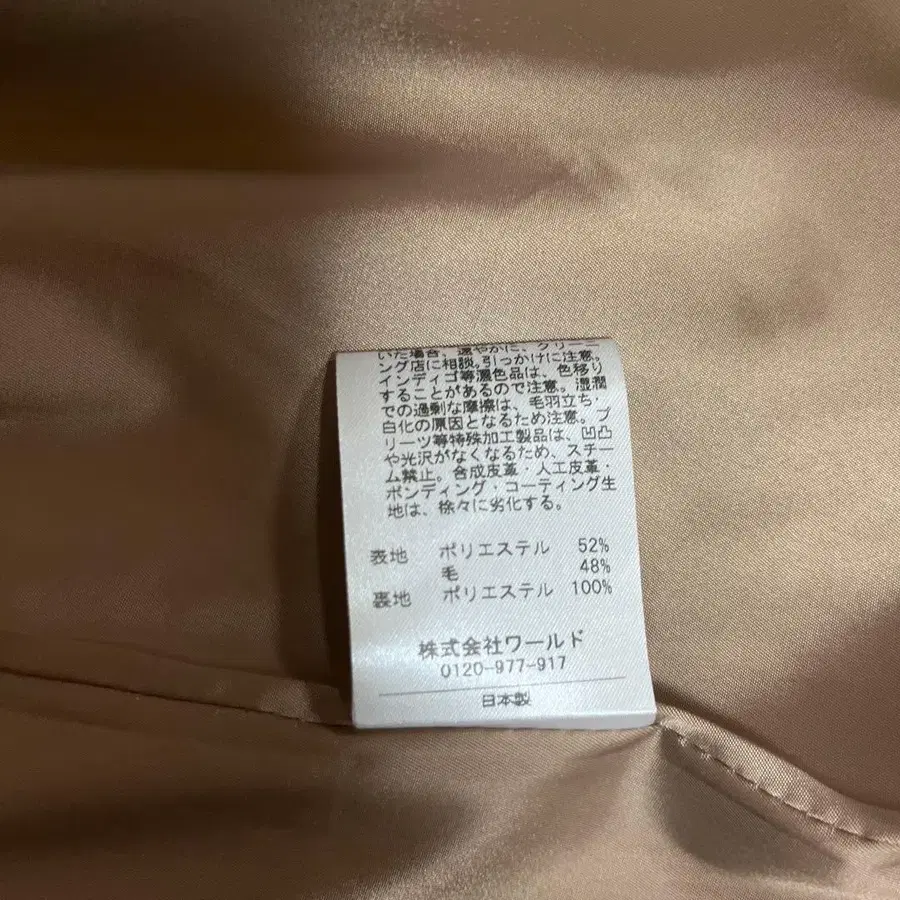 いた場合、速やかに、クリーニ
ング店に相談。引っかけに注意。
インディゴ等濃色品は、色移り
することがあるので注意。湿潤
での過剰な摩擦は、毛羽立ち・
白化の原因となるため注意。プ
リーツ等特殊加工製品は、凹凸
や光沢がなくなるため、スチー
ム禁止。合成皮革・人工皮革・
ボンディング・コーティング生
地は、徐々に劣化する。
表地 ポリエステル 52%
毛 48%
裏地 ポリエステル 100%
株式会社ワールド
0120-977-917
日本製